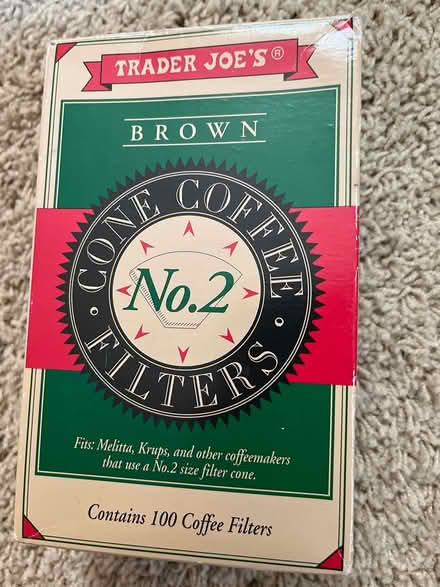 TRADER JOE'S®
BROWN
CONE COFFEE
No.2
FILTERS
Fits: Melitta, Krups, and other coffeemakers
that use a No.2 size filter cone.
Contains 100 Coffee Filters